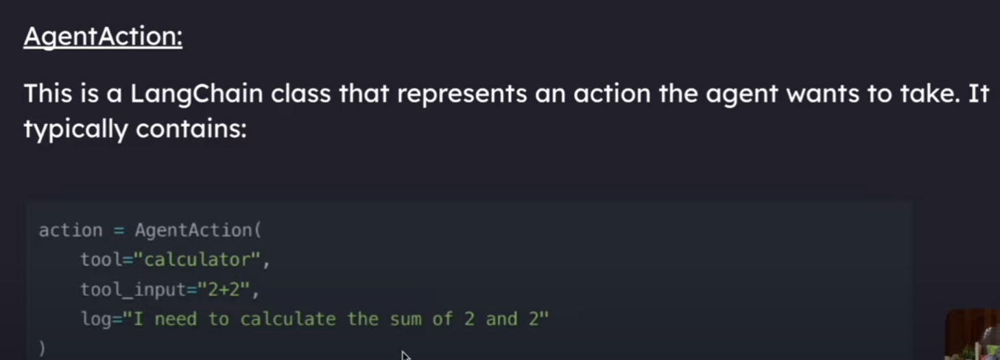 AgentAction:
This is a LangChain class that represents an action the agent wants to take. It
typically contains:
action = AgentAction(
    tool="calculator",
    tool_input="2+2",
    log="I need to calculate the sum of 2 and 2"
)